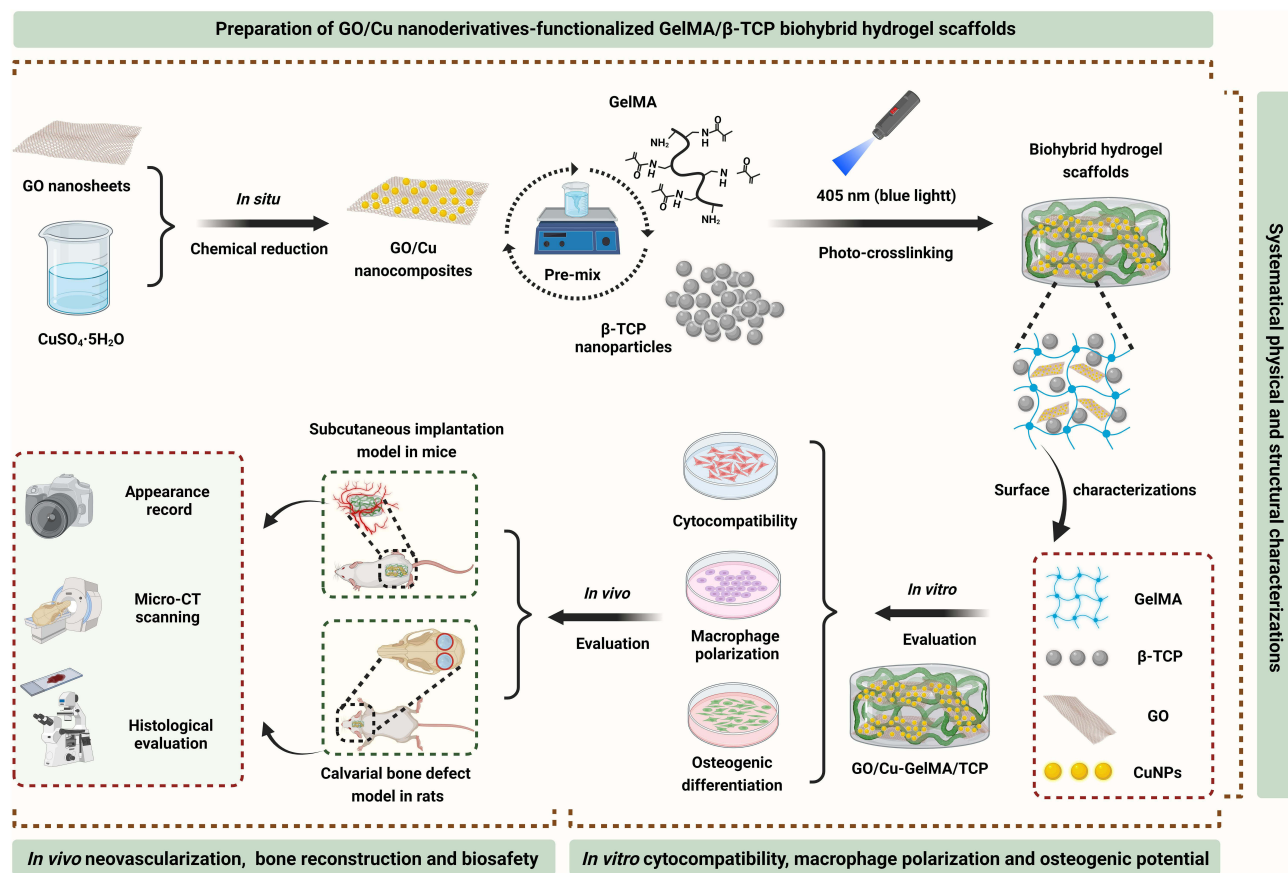 Preparation of GO/Cu nanoderivatives-functionalized GelMA/β-TCP biohybrid hydrogel scaffolds
GO nanosheets
CuSO₄·5H₂O
In situ
Chemical reduction
GO/Cu
nanocomposites
Pre-mix
GelMA
NH₂
N
H
O
O
N
H
NH
O
O
N
H
NH₂
β-TCP
nanoparticles
405 nm (blue lightt)
Photo-crosslinking
Biohybrid hydrogel
scaffolds
Systematical physical and structural characterizations
Surface characterizations
GelMA
β-TCP
GO
CuNPs
In vitro
Evaluation
GO/Cu-GelMA/TCP
Cytocompatibility
Macrophage
polarization
Osteogenic
differentiation
In vivo
Evaluation
Subcutaneous implantation
model in mice
Calvarial bone defect
model in rats
Appearance
record
Micro-CT
scanning
Histological
evaluation
In vivo neovascularization, bone reconstruction and biosafety
In vitro cytocompatibility, macrophage polarization and osteogenic potential